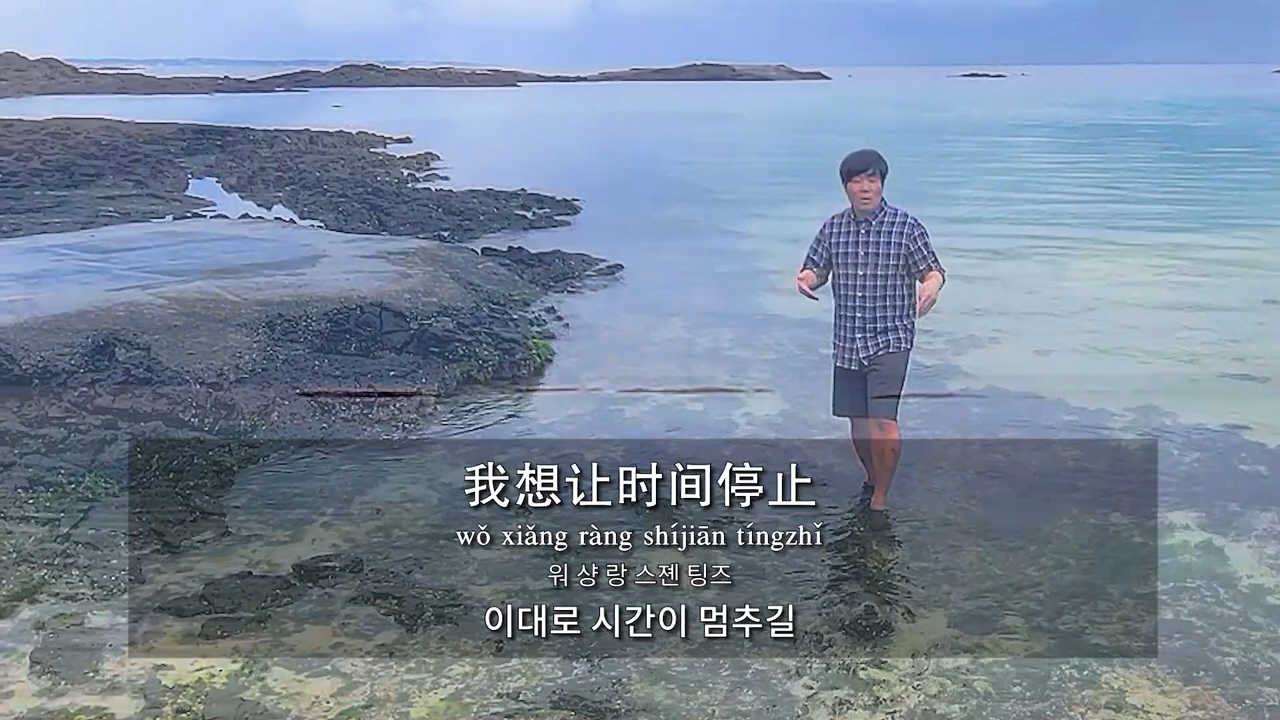 我想让时间停止
wǒ xiǎng ràng shíjiān tíngzhǐ
워 샹 랑 스졘 팅즈
이대로 시간이 멈추길